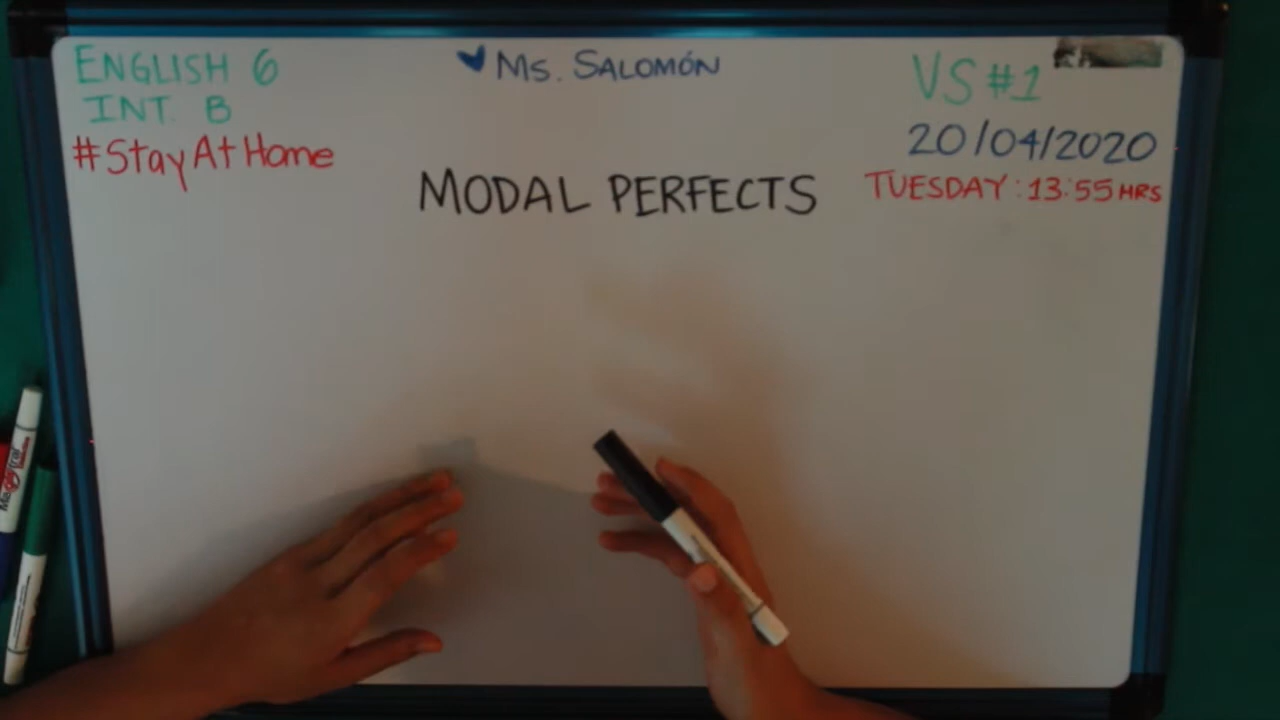 ENGLISH 6
INT. B
#StayAtHome
Ms. SALOMÓN
VS #1
20/04/2020
TUESDAY: 13:55 HRS
MODAL PERFECTS